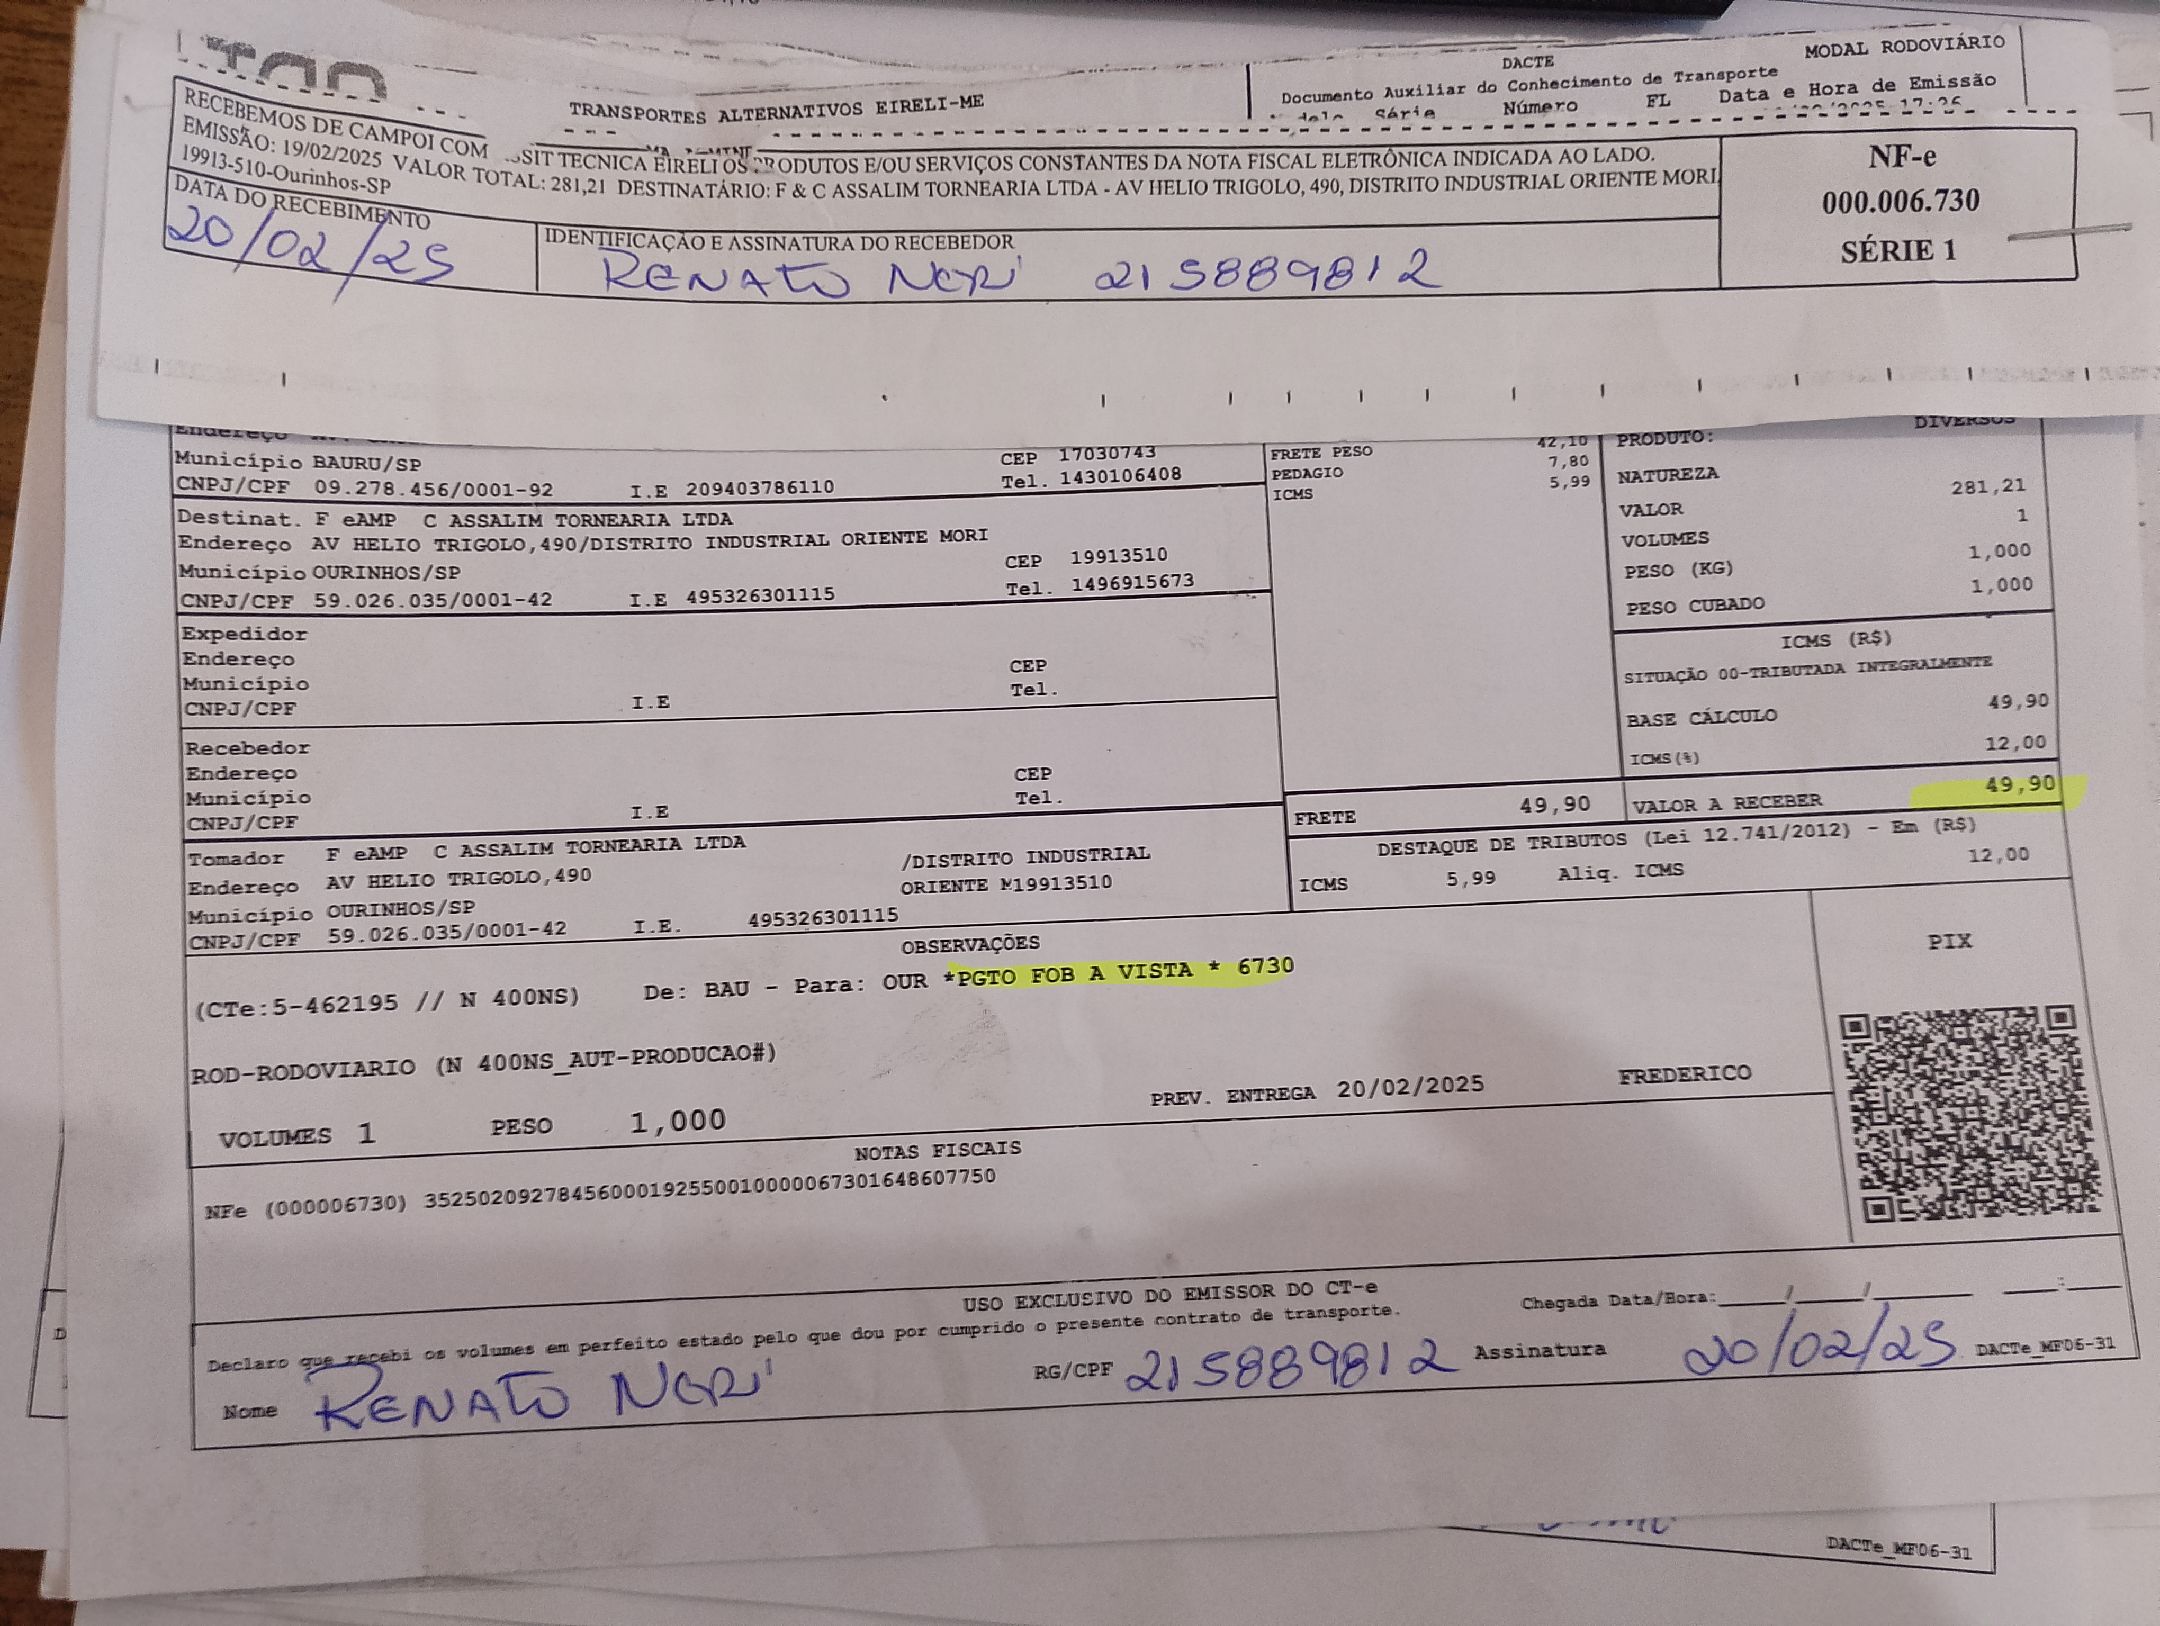 TRANSPORTES ALTERNATIVOS EIRELI-ME
DACTE
MODAL RODOVIÁRIO
Documento Auxiliar do Conhecimento de Transporte
Série Número FL Data e Hora de Emissão
RECEBEMOS DE CAMPOI COM TECNICA EIRELI OS PRODUTOS E/OU SERVIÇOS CONSTANTES DA NOTA FISCAL ELETRÔNICA INDICADA AO LADO.
EMISSÃO: 19/02/2025 VALOR TOTAL: 281,21 DESTINATÁRIO: F & C ASSALIM TORNEARIA LTDA - AV HELIO TRIGOLO, 490, DISTRITO INDUSTRIAL ORIENTE MORI,
19913-510-Ourinhos-SP
NF-e
000.006.730
SÉRIE 1
DATA DO RECEBIMENTO
20/02/25
IDENTIFICAÇÃO E ASSINATURA DO RECEBEDOR
RENATO NERI 215889812
Endereço
Município BAURU/SP CEP 17030743
CNPJ/CPF 09.278.456/0001-92 I.E 209403786110 Tel. 1430106408
Destinat. F eAMP C ASSALIM TORNEARIA LTDA
Endereço AV HELIO TRIGOLO,490/DISTRITO INDUSTRIAL ORIENTE MORI
Município OURINHOS/SP CEP 19913510
CNPJ/CPF 59.026.035/0001-42 I.E 495326301115 Tel. 1496915673
Expedidor
Endereço
Município CEP
CNPJ/CPF I.E Tel.
Recebedor
Endereço
Município CEP
CNPJ/CPF I.E Tel.
Tomador F eAMP C ASSALIM TORNEARIA LTDA
Endereço AV HELIO TRIGOLO,490 /DISTRITO INDUSTRIAL
Município OURINHOS/SP ORIENTE M19913510
CNPJ/CPF 59.026.035/0001-42 I.E. 495326301115
FRETE PESO 42,10
PEDAGIO 7,80
ICMS 5,99
PRODUTO: DIVERSOS
NATUREZA
VALOR 281,21
VOLUMES 1
PESO (KG) 1,000
PESO CUBADO 1,000
ICMS (R$)
SITUAÇÃO 00-TRIBUTADA INTEGRALMENTE
BASE CÁLCULO 49,90
ICMS(%) 12,00
FRETE 49,90 VALOR A RECEBER 49,90
DESTAQUE DE TRIBUTOS (Lei 12.741/2012) - Em (R$)
ICMS 5,99 Aliq. ICMS 12,00
OBSERVAÇÕES
(CTe:5-462195 // N 400NS) De: BAU - Para: OUR *PGTO FOB A VISTA * 6730
PIX
ROD-RODOVIARIO (N 400NS_AUT-PRODUCAO#)
VOLUMES 1 PESO 1,000 PREV. ENTREGA 20/02/2025 FREDERICO
NOTAS FISCAIS
NFe (000006730) 35250209278456000192550010000067301648607750
USO EXCLUSIVO DO EMISSOR DO CT-e
Declaro que recebi os volumes em perfeito estado pelo que dou por cumprido o presente contrato de transporte.
Chegada Data/Hora:____/____/____ ___:___
Nome RENATO NERI RG/CPF 215889812 Assinatura 20/02/25 DACTe_MF06-31
DACTe_MF06-31